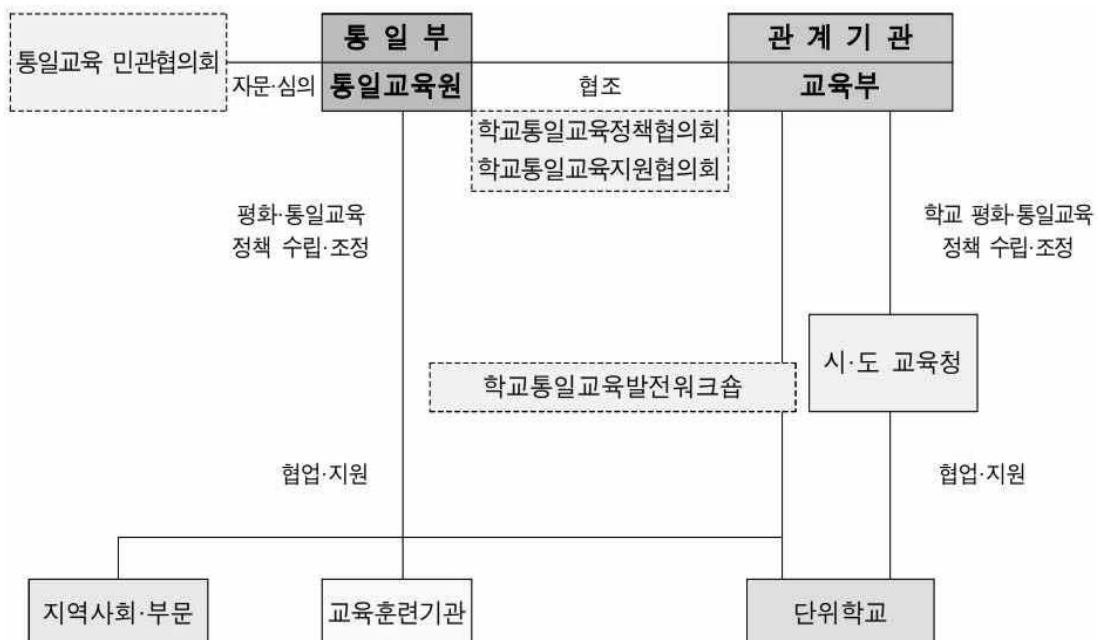 통일교육 민관협의회
자문·심의
통 일 부
통일교육원
협조
관 계 기 관
교육부
학교통일교육정책협의회
학교통일교육지원협의회
평화·통일교육
정책 수립·조정
학교 평화·통일교육
정책 수립·조정
시·도 교육청
학교통일교육발전워크숍
협업·지원
협업·지원
지역사회·부문
교육훈련기관
단위학교